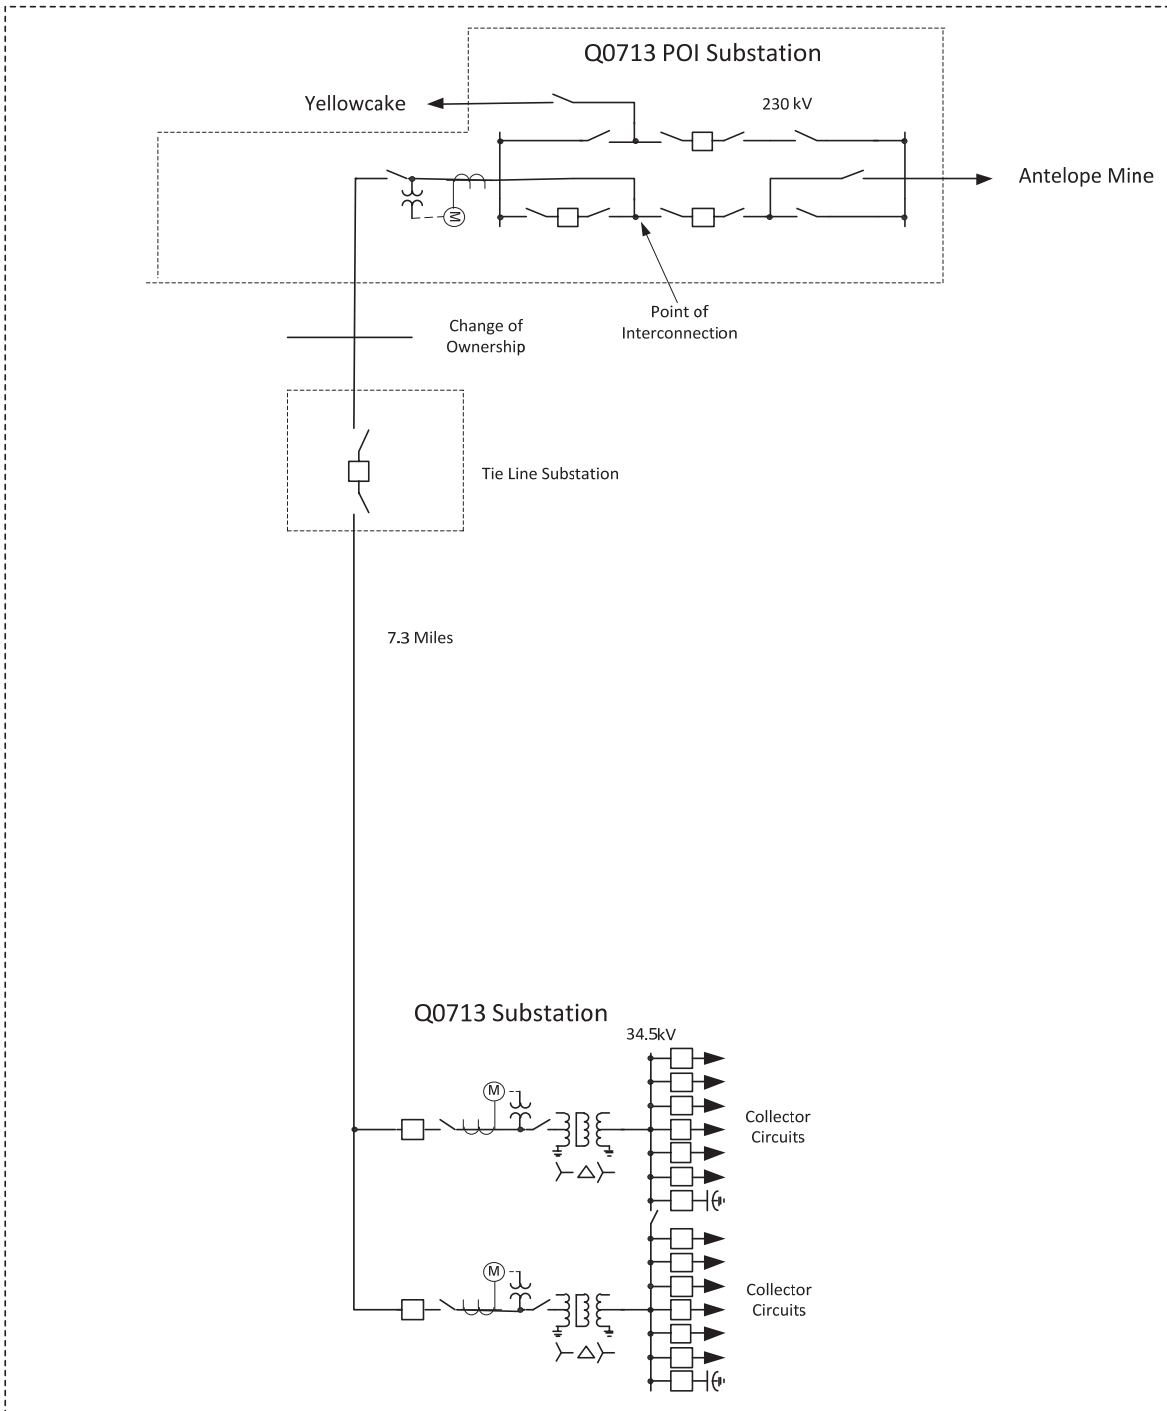 Q0713 POI Substation
Yellowcake
230 kV
Antelope Mine
M
Point of
Interconnection
Change of
Ownership
Tie Line Substation
7.3 Miles
Q0713 Substation
34.5kV
M
Collector
Circuits
M
Collector
Circuits